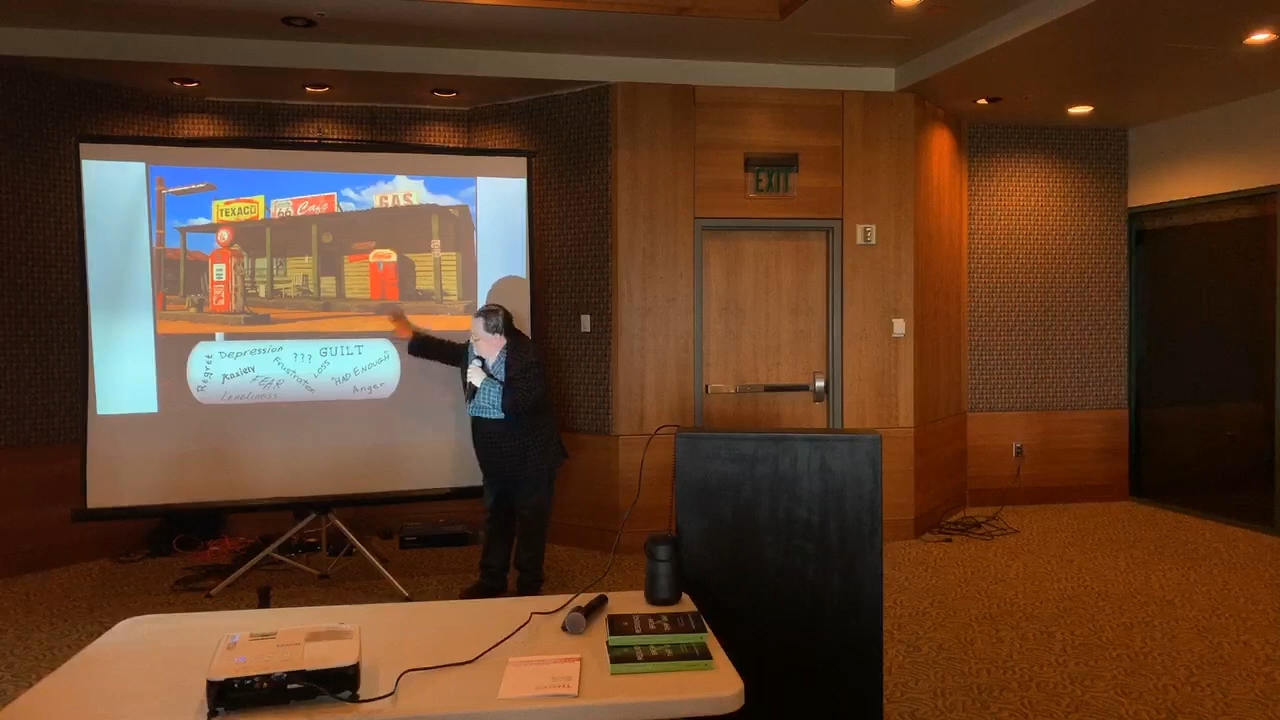 TEXACO
66 Cafe
GAS
Depression
???
GUILT
Regret
Anxiety
FEAR
Frustration
LOSS
"HAD ENOUGH"
Loneliness
Anger
EXIT